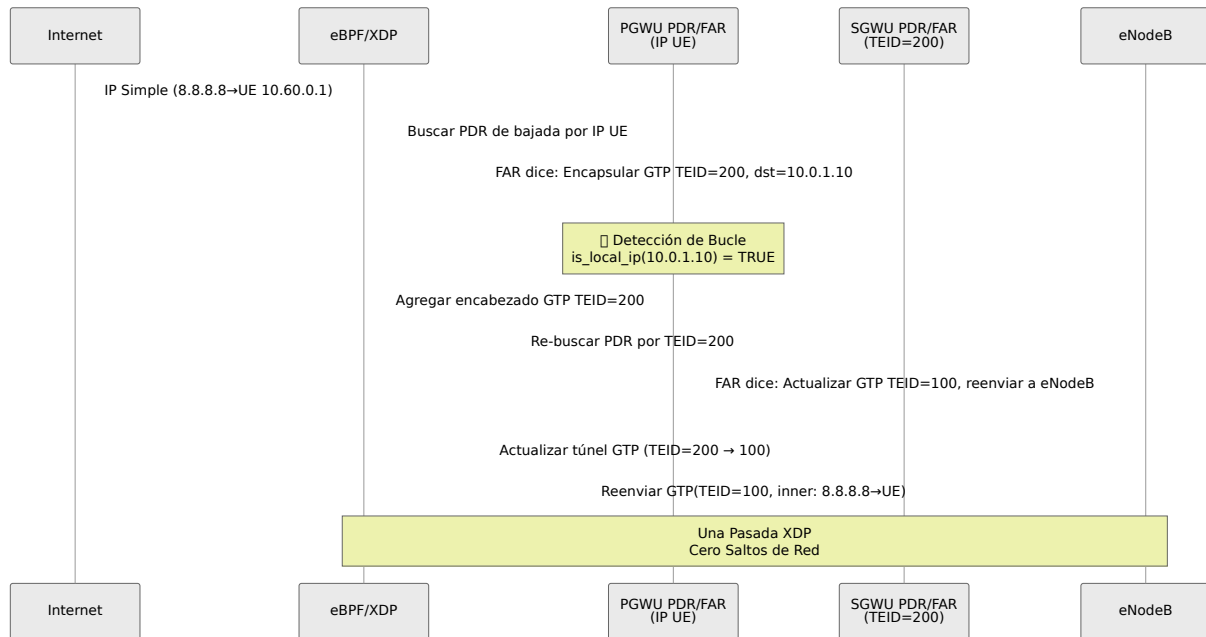 Internet
eBPF/XDP
PGWU PDR/FAR
(IP UE)
SGWU PDR/FAR
(TEID=200)
eNodeB
IP Simple (8.8.8.8→UE 10.60.0.1)
Buscar PDR de bajada por IP UE
FAR dice: Encapsular GTP TEID=200, dst=10.0.1.10
Detección de Bucle
is_local_ip(10.0.1.10) = TRUE
Agregar encabezado GTP TEID=200
Re-buscar PDR por TEID=200
FAR dice: Actualizar GTP TEID=100, reenviar a eNodeB
Actualizar túnel GTP (TEID=200 → 100)
Reenviar GTP(TEID=100, inner: 8.8.8.8→UE)
Una Pasada XDP
Cero Saltos de Red
Internet
eBPF/XDP
PGWU PDR/FAR
(IP UE)
SGWU PDR/FAR
(TEID=200)
eNodeB